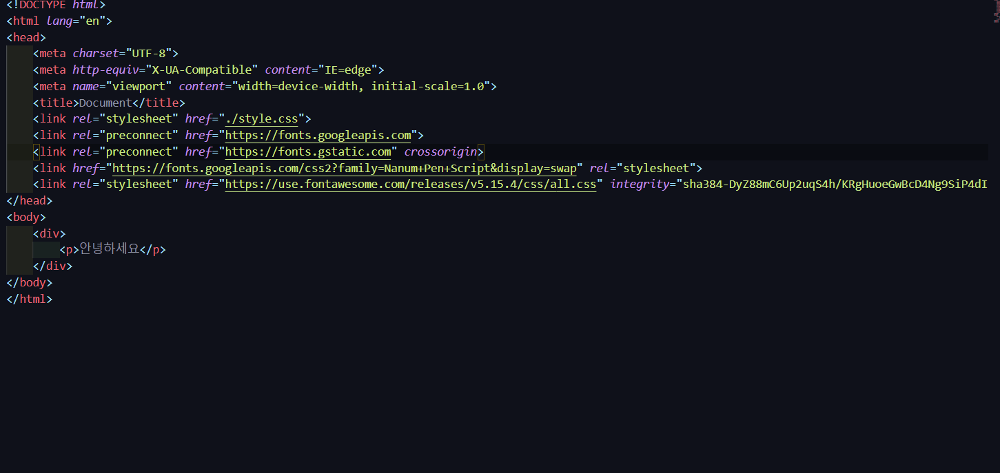 <!DOCTYPE html>
<html lang="en">
<head>
    <meta charset="UTF-8">
    <meta http-equiv="X-UA-Compatible" content="IE=edge">
    <meta name="viewport" content="width=device-width, initial-scale=1.0">
    <title>Document</title>
    <link rel="stylesheet" href="./style.css">
    <link rel="preconnect" href="https://fonts.googleapis.com">
    <link rel="preconnect" href="https://fonts.gstatic.com" crossorigin>
    <link href="https://fonts.googleapis.com/css2?family=Nanum+Pen+Script&display=swap" rel="stylesheet">
    <link rel="stylesheet" href="https://use.fontawesome.com/releases/v5.15.4/css/all.css" integrity="sha384-DyZ88mC6Up2uqS4h/KRgHuoeGwBcD4Ng9SiP4dI
</head>
<body>
    <div>
        <p>안녕하세요</p>
    </div>
</body>
</html>